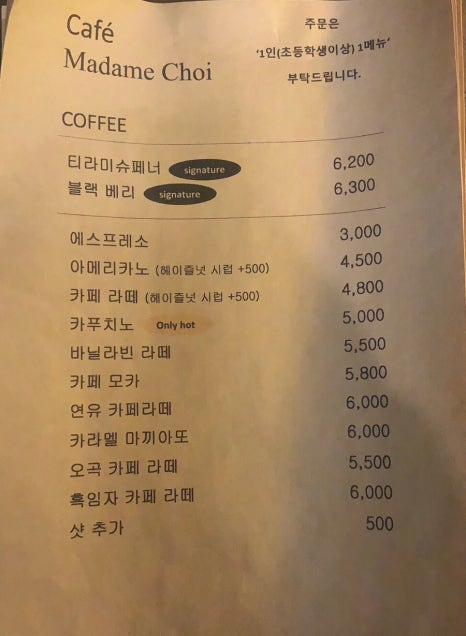 Café
Madame Choi
주문은
'1인(초등학생이상) 1메뉴'
부탁드립니다.
COFFEE
티라미슈페너 signature 6,200
블랙 베리 signature 6,300
에스프레소 3,000
아메리카노 (헤이즐넛 시럽 +500) 4,500
카페 라떼 (헤이즐넛 시럽 +500) 4,800
카푸치노 Only hot 5,000
바닐라빈 라떼 5,500
카페 모카 5,800
연유 카페라떼 6,000
카라멜 마끼아또 6,000
오곡 카페 라떼 5,500
흑임자 카페 라떼 6,000
샷 추가 500